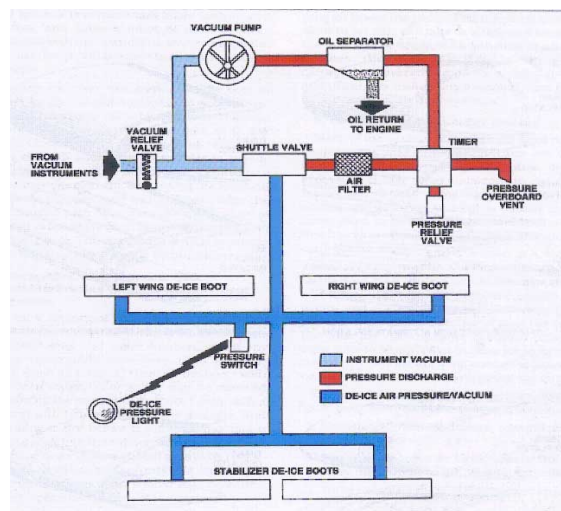 VACUUM PUMP
OIL SEPARATOR
OIL RETURN
TO ENGINE
VACUUM
RELIEF
VALVE
SHUTTLE VALVE
TIMER
FROM
VACUUM
INSTRUMENTS
AIR
FILTER
PRESSURE
OVERBOARD
VENT
PRESSURE
RELIEF
VALVE
LEFT WING DE-ICE BOOT
RIGHT WING DE-ICE BOOT
PRESSURE
SWITCH
INSTRUMENT VACUUM
PRESSURE DISCHARGE
DE-ICE AIR PRESSURE/VACUUM
DE-ICE
PRESSURE
LIGHT
STABILIZER DE-ICE BOOTS